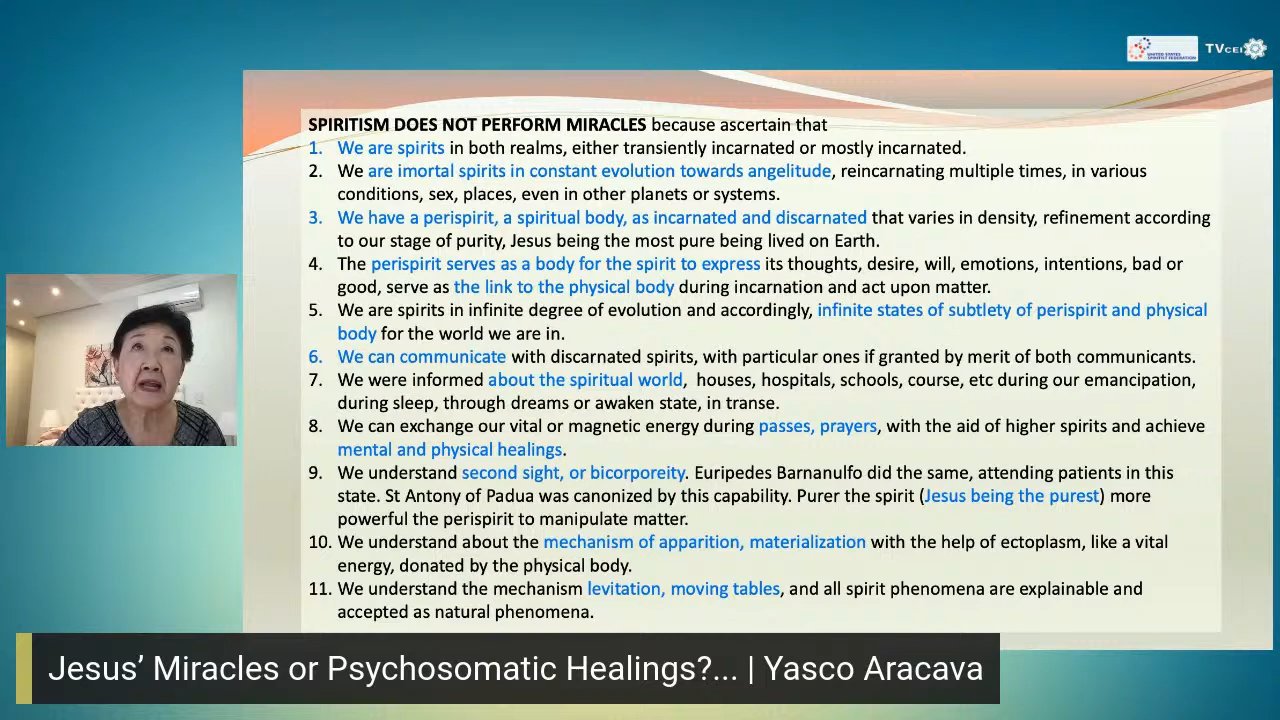 UNITED STATES
SPIRITIST FEDERATION
TVCEI
SPIRITISM DOES NOT PERFORM MIRACLES because ascertain that
1. We are spirits in both realms, either transiently incarnated or mostly incarnated.
2. We are imortal spirits in constant evolution towards angelitude, reincarnating multiple times, in various
conditions, sex, places, even in other planets or systems.
3. We have a perispirit, a spiritual body, as incarnated and discarnated that varies in density, refinement according
to our stage of purity, Jesus being the most pure being lived on Earth.
4. The perispirit serves as a body for the spirit to express its thoughts, desire, will, emotions, intentions, bad or
good, serve as the link to the physical body during incarnation and act upon matter.
5. We are spirits in infinite degree of evolution and accordingly, infinite states of subtlety of perispirit and physical
body for the world we are in.
6. We can communicate with discarnated spirits, with particular ones if granted by merit of both communicants.
7. We were informed about the spiritual world, houses, hospitals, schools, course, etc during our emancipation,
during sleep, through dreams or awaken state, in transe.
8. We can exchange our vital or magnetic energy during passes, prayers, with the aid of higher spirits and achieve
mental and physical healings.
9. We understand second sight, or bicorporeity. Euripedes Barnanulfo did the same, attending patients in this
state. St Antony of Padua was canonized by this capability. Purer the spirit (Jesus being the purest) more
powerful the perispirit to manipulate matter.
10. We understand about the mechanism of apparition, materialization with the help of ectoplasm, like a vital
energy, donated by the physical body.
11. We understand the mechanism levitation, moving tables, and all spirit phenomena are explainable and
accepted as natural phenomena.
Jesus’ Miracles or Psychosomatic Healings?... | Yasco Aracava